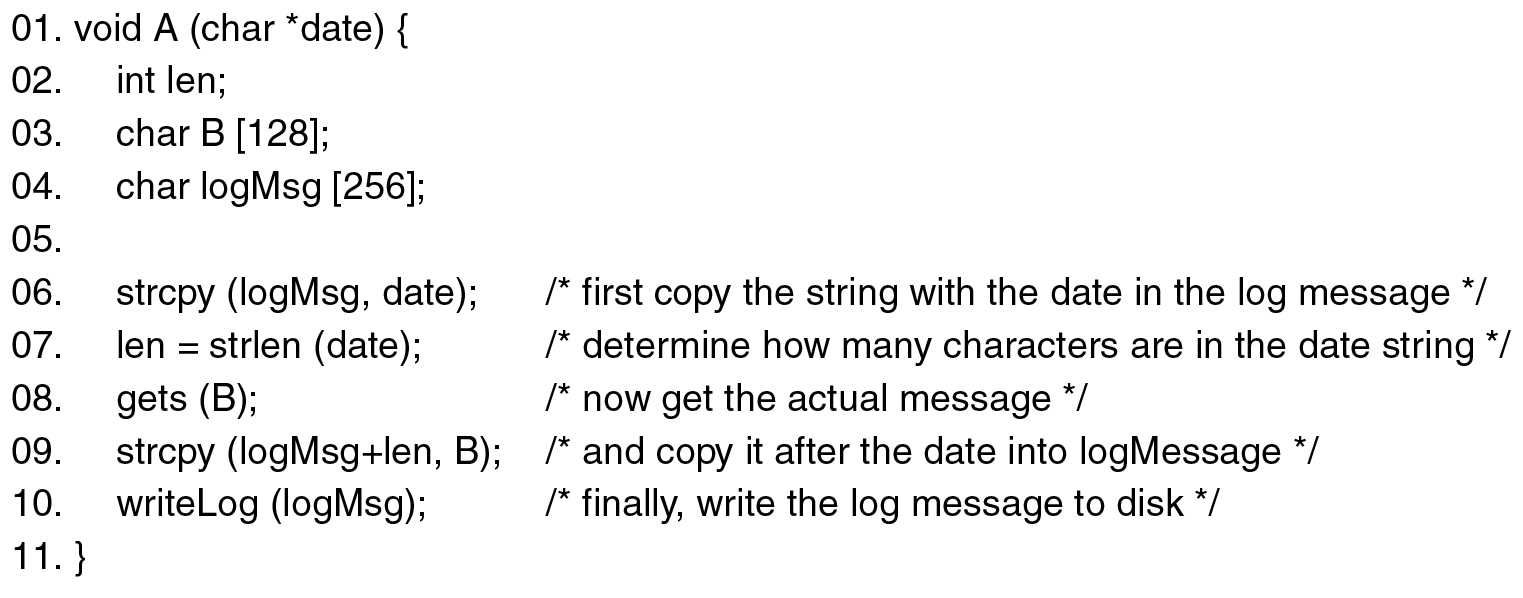 01. void A (char *date) {
02. int len;
03. char B [128];
04. char logMsg [256];
05.
06. strcpy (logMsg, date); /* first copy the string with the date in the log message */
07. len = strlen (date); /* determine how many characters are in the date string */
08. gets (B); /* now get the actual message */
09. strcpy (logMsg+len, B); /* and copy it after the date into logMessage */
10. writeLog (logMsg); /* finally, write the log message to disk */
11. }